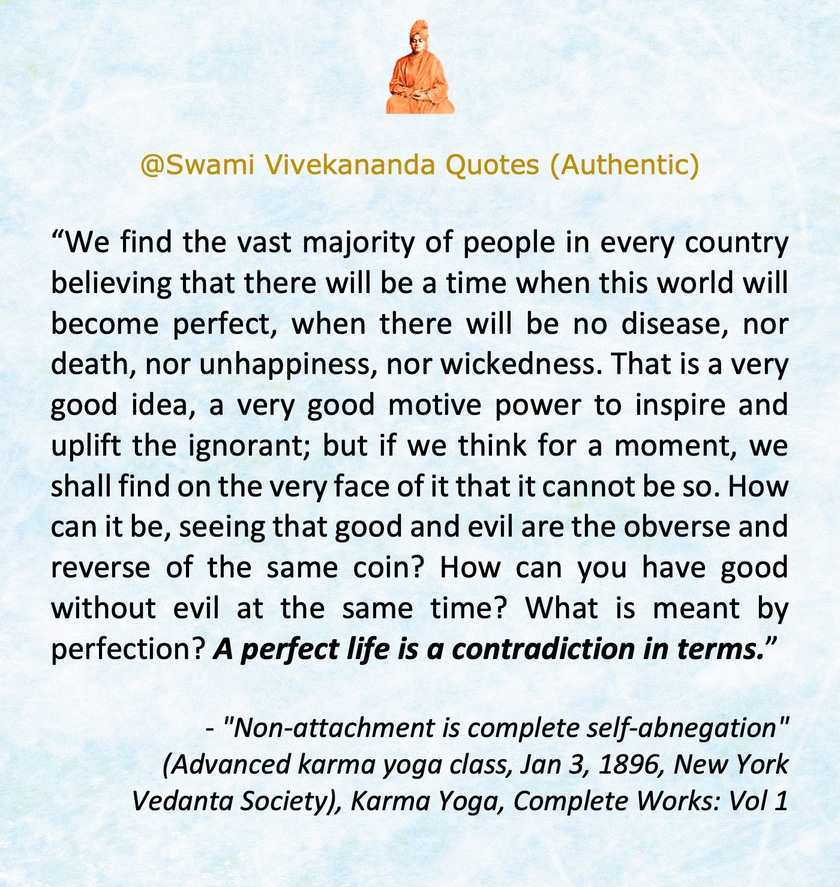 @Swami Vivekananda Quotes (Authentic)
“We find the vast majority of people in every country
believing that there will be a time when this world will
become perfect, when there will be no disease, nor
death, nor unhappiness, nor wickedness. That is a very
good idea, a very good motive power to inspire and
uplift the ignorant; but if we think for a moment, we
shall find on the very face of it that it cannot be so. How
can it be, seeing that good and evil are the obverse and
reverse of the same coin? How can you have good
without evil at the same time? What is meant by
perfection? A perfect life is a contradiction in terms.”
- "Non-attachment is complete self-abnegation"
(Advanced karma yoga class, Jan 3, 1896, New York
Vedanta Society), Karma Yoga, Complete Works: Vol 1